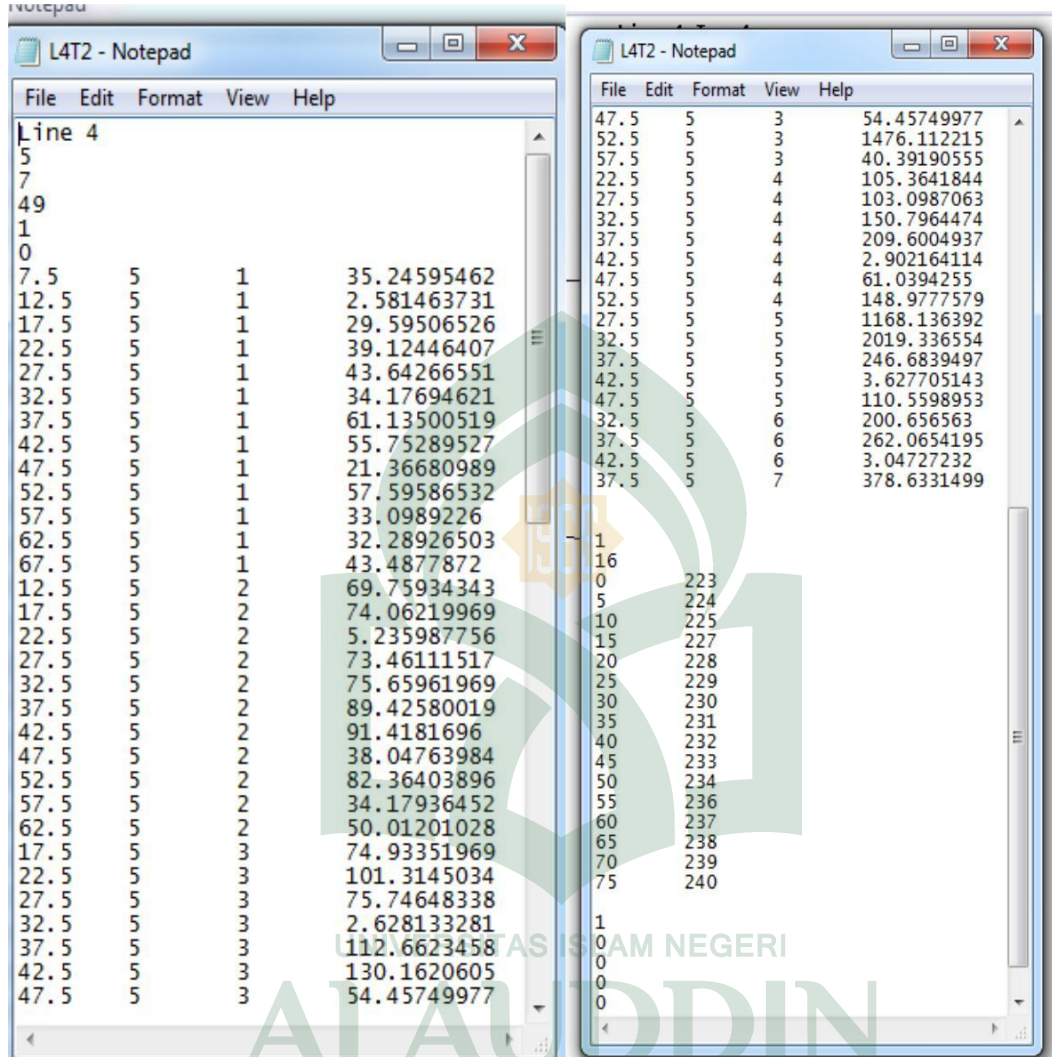 L4T2 - Notepad
File Edit Format View Help
Line 4
5
7
49
1
0
7.5 5 1 35.24595462
12.5 5 1 2.581463731
17.5 5 1 29.59506526
22.5 5 1 39.12446407
27.5 5 1 43.64266551
32.5 5 1 34.17694621
37.5 5 1 61.13500519
42.5 5 1 55.75289527
47.5 5 1 21.36680989
52.5 5 1 57.59586532
57.5 5 1 33.0989226
62.5 5 1 32.28926503
67.5 5 1 43.4877872
12.5 5 2 69.75934343
17.5 5 2 74.06219969
22.5 5 2 5.235987756
27.5 5 2 73.46111517
32.5 5 2 75.65961969
37.5 5 2 89.42580019
42.5 5 2 91.4181696
47.5 5 2 38.04763984
52.5 5 2 82.36403896
57.5 5 2 34.17936452
62.5 5 2 50.01201028
17.5 5 3 74.93351969
22.5 5 3 101.3145034
27.5 5 3 75.74648338
32.5 5 3 2.628133281
37.5 5 3 112.6623458
42.5 5 3 130.1620605
47.5 5 3 54.45749977
L4T2 - Notepad
File Edit Format View Help
47.5 5 3 54.45749977
52.5 5 3 1476.112215
57.5 5 3 40.39190555
22.5 5 4 105.3641844
27.5 5 4 103.0987063
32.5 5 4 150.7964474
37.5 5 4 209.6004937
42.5 5 4 2.902164114
47.5 5 4 61.0394255
52.5 5 4 148.9777579
27.5 5 5 1168.136392
32.5 5 5 2019.336554
37.5 5 5 246.6839497
42.5 5 5 3.627705143
47.5 5 5 110.5598953
32.5 5 6 200.656563
37.5 5 6 262.0654195
42.5 5 6 3.04727232
37.5 5 7 378.6331499
1
16
0 223
5 224
10 225
15 227
20 228
25 229
30 230
35 231
40 232
45 233
50 234
55 236
60 237
65 238
70 239
75 240
1
0
0
0
0
UNIVERSITAS ISLAM NEGERI
ALAUDDIN